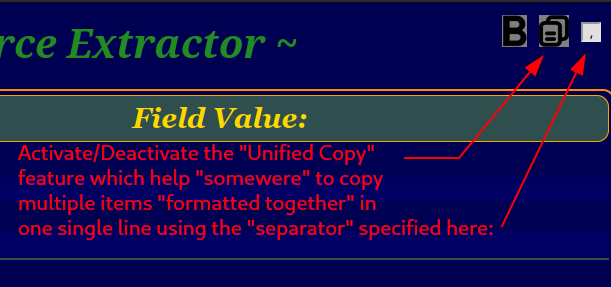 rce Extractor ~
B
,
Field Value:
Activate/Deactivate the "Unified Copy"
feature which help "somewere" to copy
multiple items "formatted together" in
one single line using the "separator" specified here: